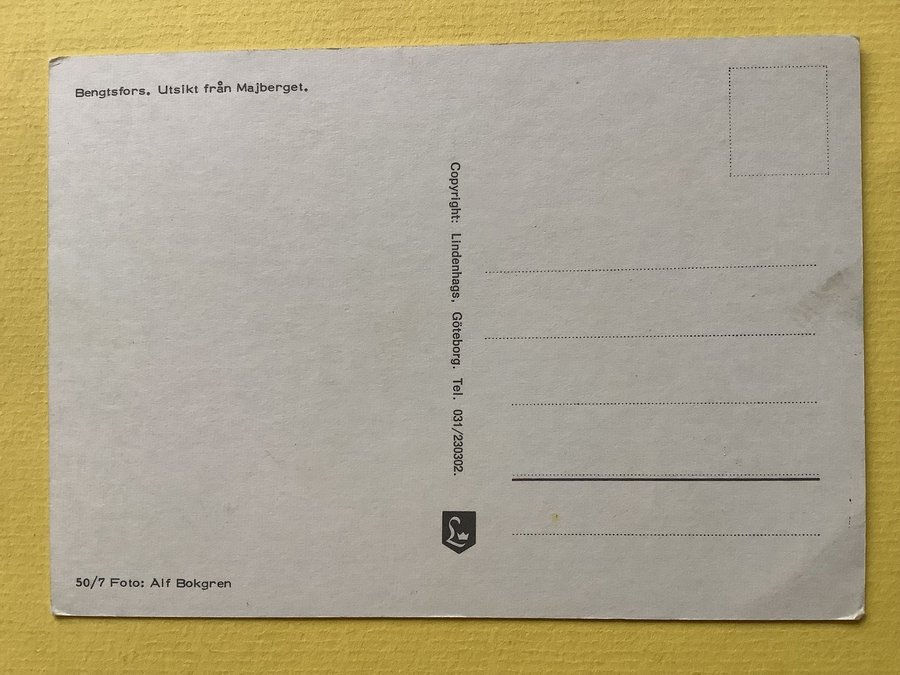 Bengtsfors. Utsikt från Majberget.
Copyright: Lindenhags, Göteborg. Tel. 031/230302.
L
50/7 Foto: Alf Bokgren